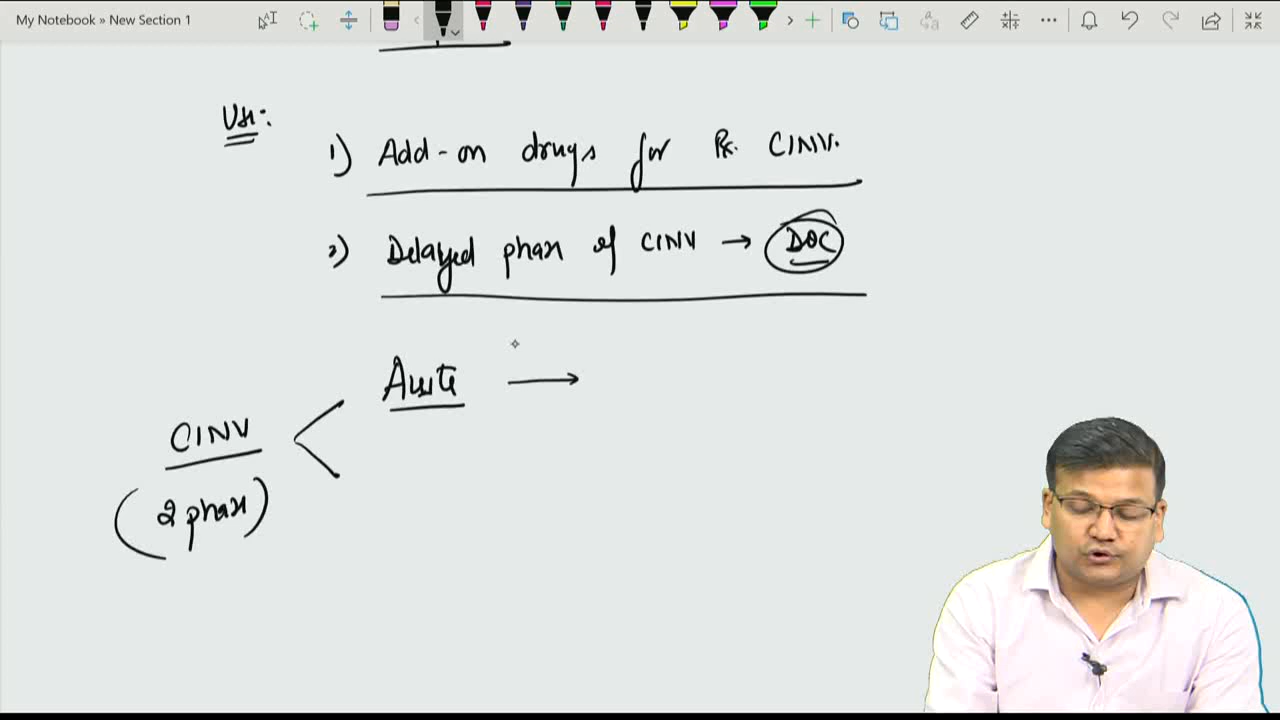 My Notebook » New Section 1
Use:
1) Add-on drugs for Rx CINV.
2) Delayed phase of CINV → DOC
Acute →
CINV
(2 phase)